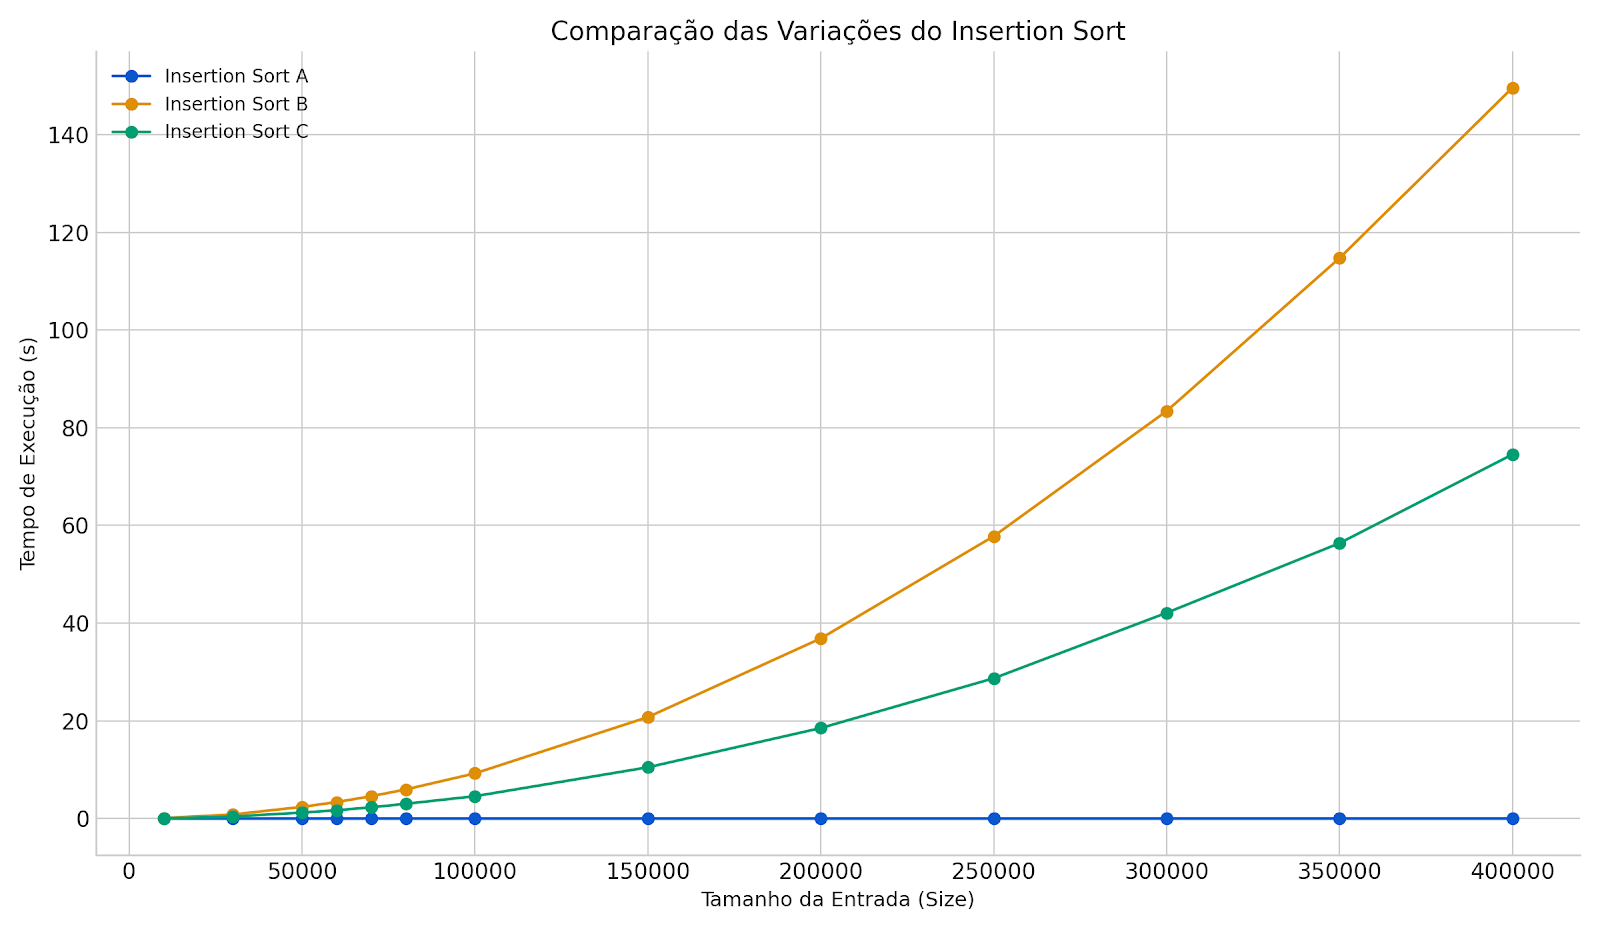 Comparação das Variações do Insertion Sort
Insertion Sort A
Insertion Sort B
Insertion Sort C
Tempo de Execução (s)
140
120
100
80
60
40
20
0
0 50000 100000 150000 200000 250000 300000 350000 400000
Tamanho da Entrada (Size)